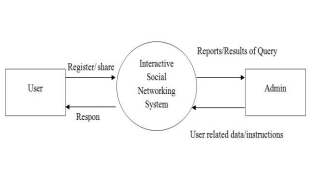 Reports/Results of Query
Register/ share
Interactive
Social
Networking
System
User
Admin
Respon
User related data/instructions